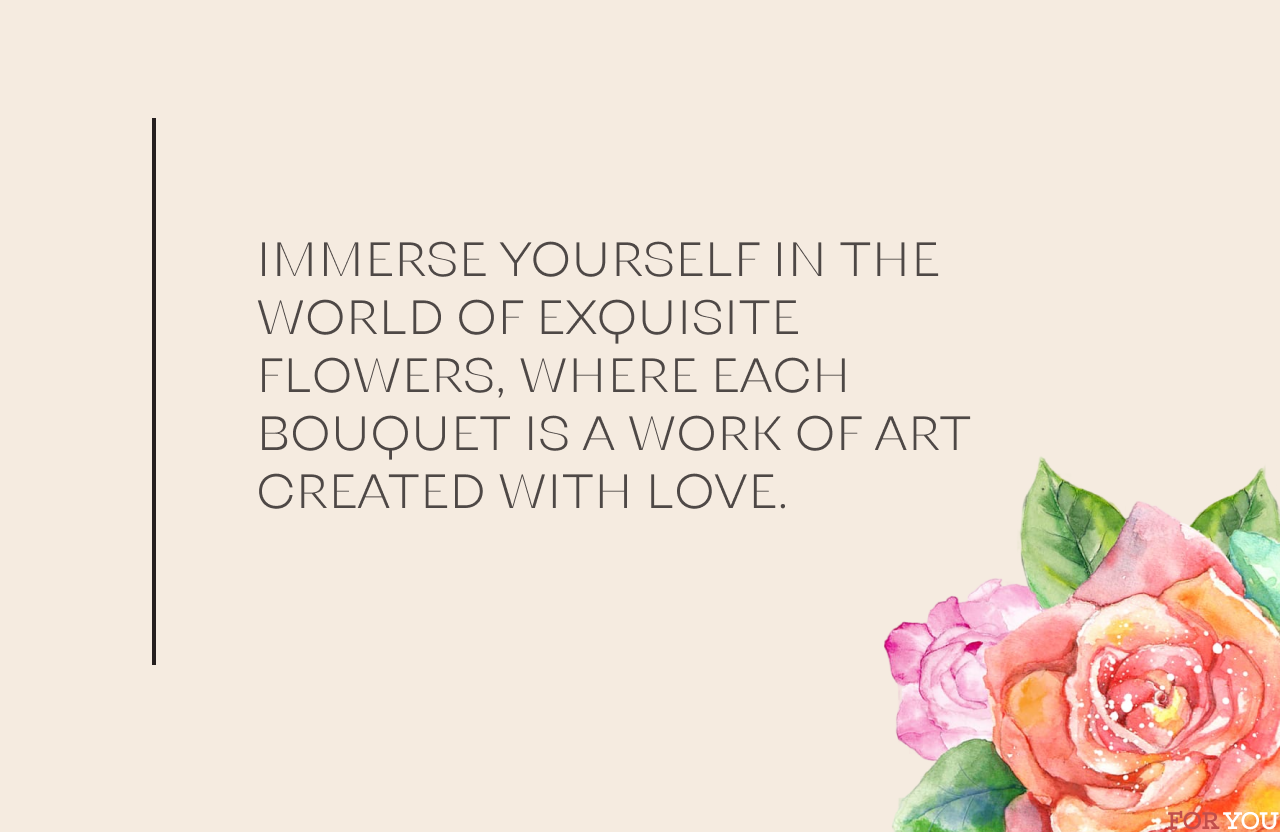 IMMERSE YOURSELF IN THE
WORLD OF EXQUISITE
FLOWERS, WHERE EACH
BOUQUET IS A WORK OF ART
CREATED WITH LOVE.
FOR YOU